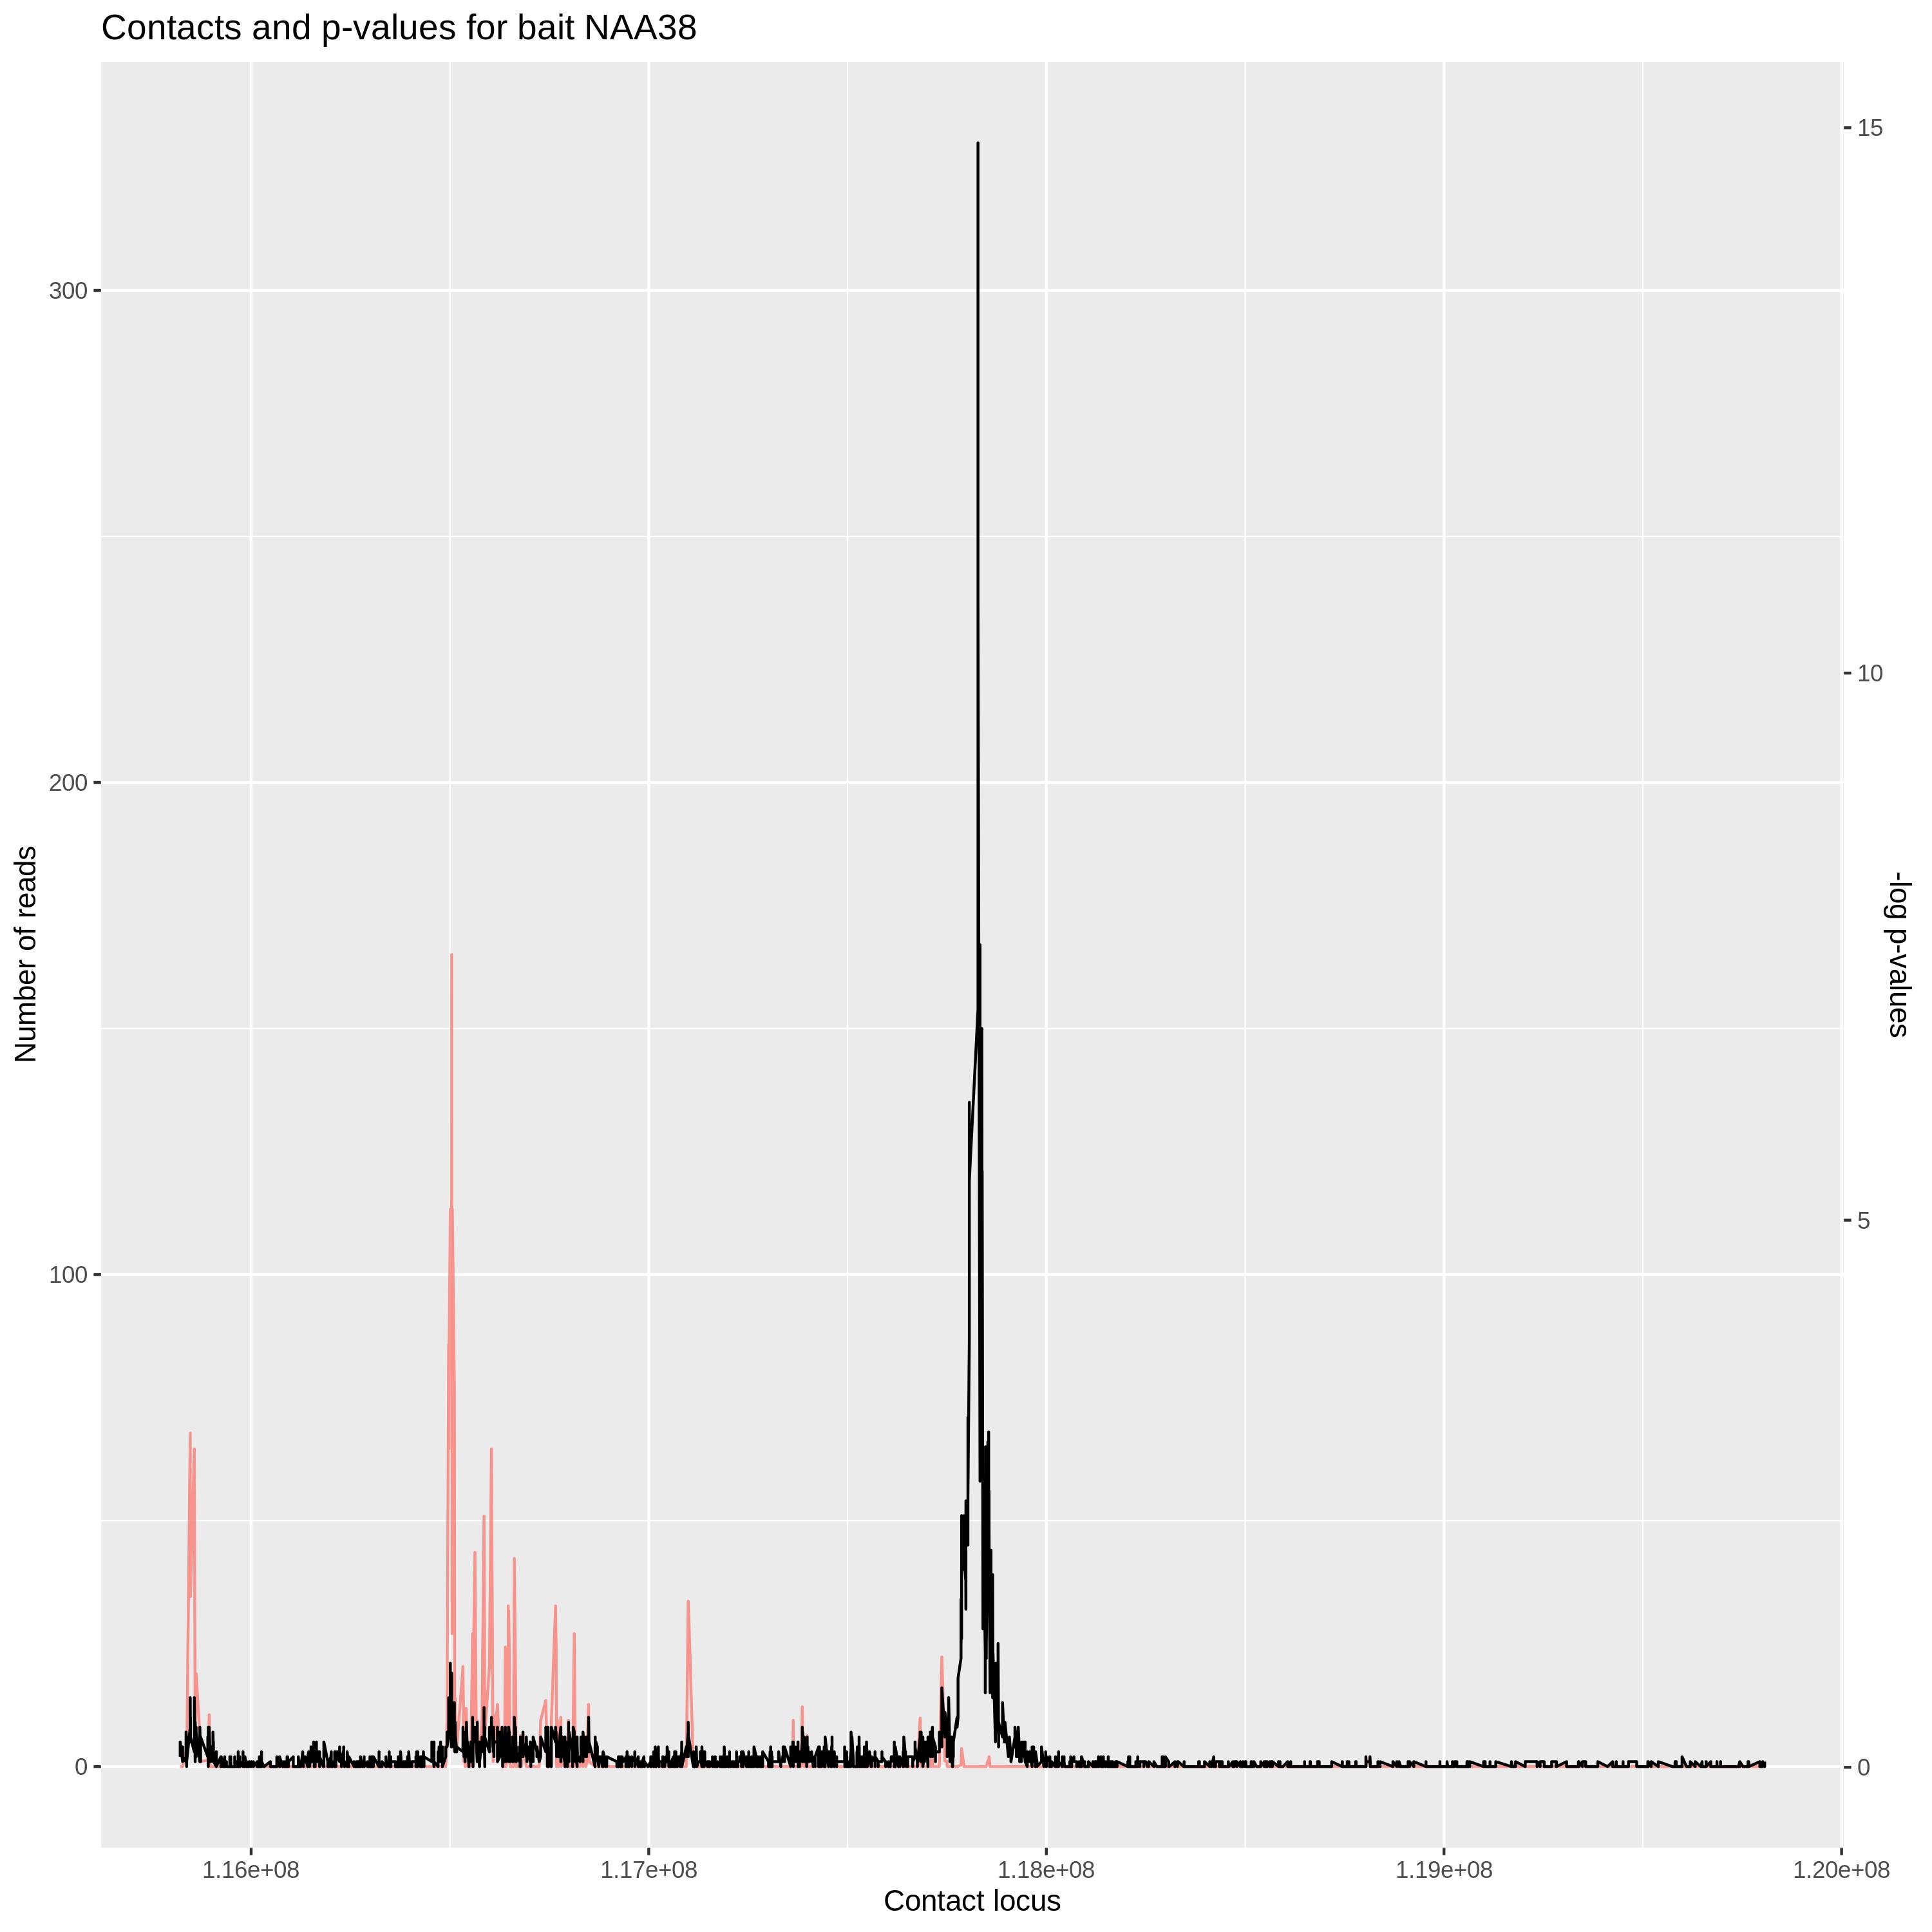 Contacts and p-values for bait NAA38
300
200
100
0
Number of reads
15
10
5
0
-log p-values
1.16e+08
1.17e+08
1.18e+08
1.19e+08
1.20e+08
Contact locus